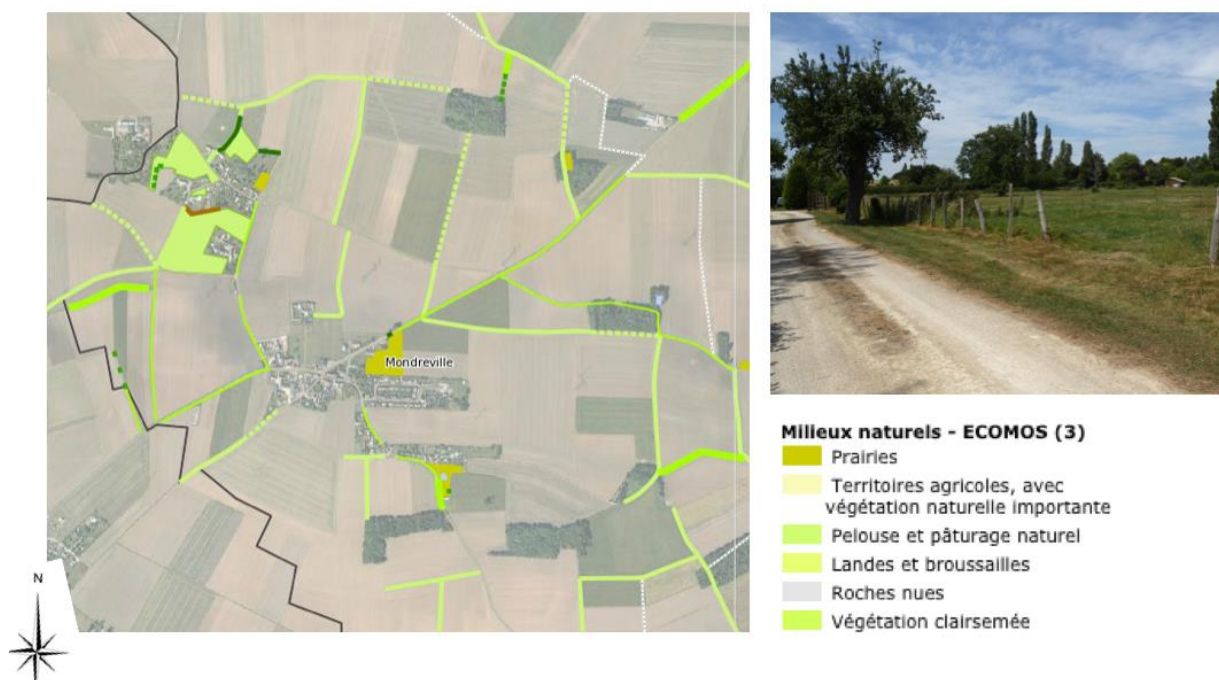 Mondreville
N
Milieux naturels - ECOMOS (3)
Prairies
Territoires agricoles, avec
végétation naturelle importante
Pelouse et pâturage naturel
Landes et broussailles
Roches nues
Végétation clairsemée